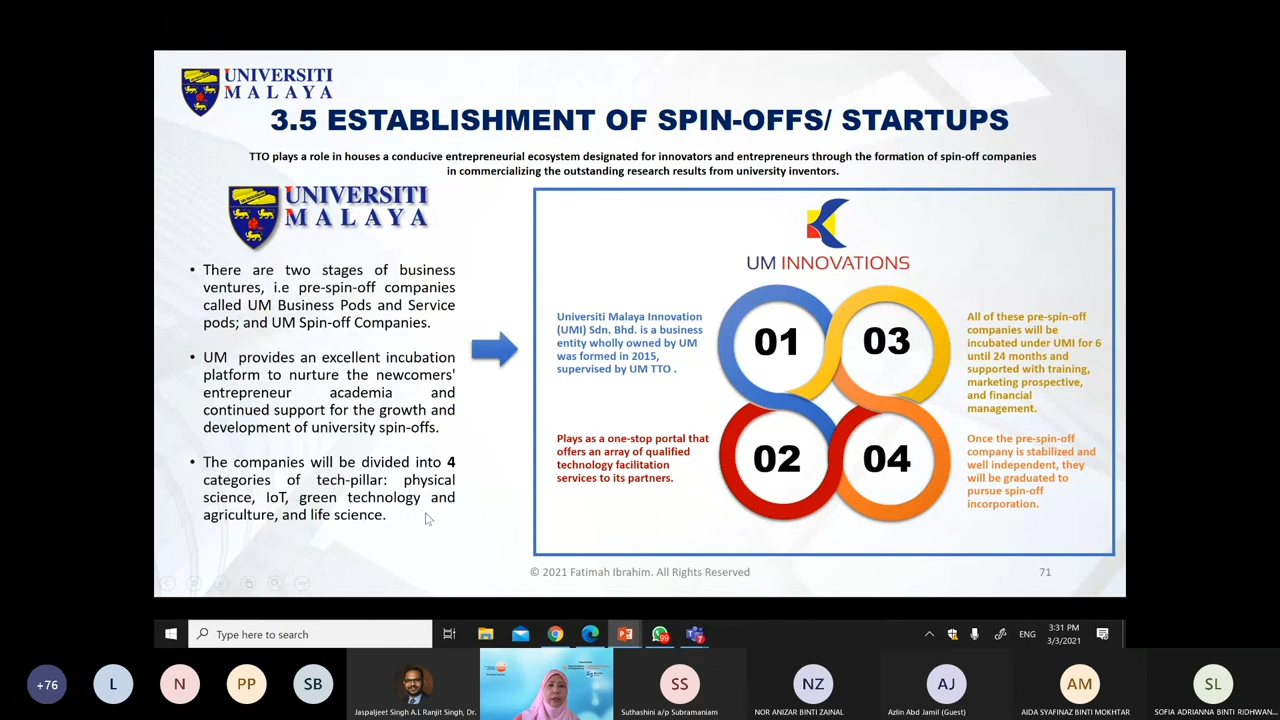 UNIVERSITI
MALAYA
3.5 ESTABLISHMENT OF SPIN-OFFS/ STARTUPS
TTO plays a role in houses a conducive entrepreneurial ecosystem designated for innovators and entrepreneurs through the formation of spin-off companies
in commercializing the outstanding research results from university inventors.
UNIVERSITI
MALAYA
• There are two stages of business
ventures, i.e pre-spin-off companies
called UM Business Pods and Service
pods; and UM Spin-off Companies.
• UM provides an excellent incubation
platform to nurture the newcomers'
entrepreneur academia and
continued support for the growth and
development of university spin-offs.
• The companies will be divided into 4
categories of tech-pillar: physical
science, IoT, green technology and
agriculture, and life science.
UM INNOVATIONS
Universiti Malaya Innovation
(UMI) Sdn. Bhd. is a business
entity wholly owned by UM
was formed in 2015,
supervised by UM TTO .
01
03
All of these pre-spin-off
companies will be
incubated under UMI for 6
until 24 months and
supported with training,
marketing prospective,
and financial
management.
Plays as a one-stop portal that
offers an array of qualified
technology facilitation
services to its partners.
02
04
Once the pre-spin-off
company is stabilized and
well independent, they
will be graduated to
pursue spin-off
incorporation.
© 2021 Fatimah Ibrahim. All Rights Reserved
71
Type here to search
99
7
ENG
3:31 PM
3/3/2021
+76
L
N
PP
SB
SS
NZ
AJ
AM
SL
Jaspaljeet Singh A.L Ranjit Singh, Dr.
Suthashini a/p Subramaniam
NOR ANIZAR BINTI ZAINAL
Azlin Abd Jamil (Guest)
AIDA SYAFINAZ BINTI MOKHTAR
SOFIA ADRIANNA BINTI RIDHWAN...